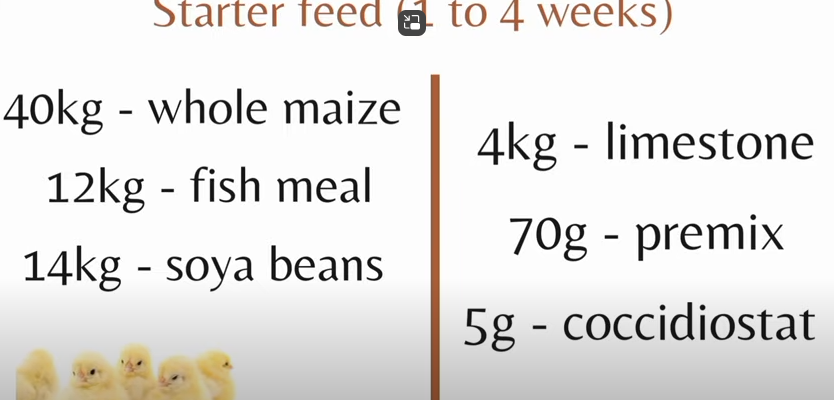 Starter feed (1 to 4 weeks)
40kg - whole maize
12kg - fish meal
14kg - soya beans
4kg - limestone
70g - premix
5g - coccidiostat